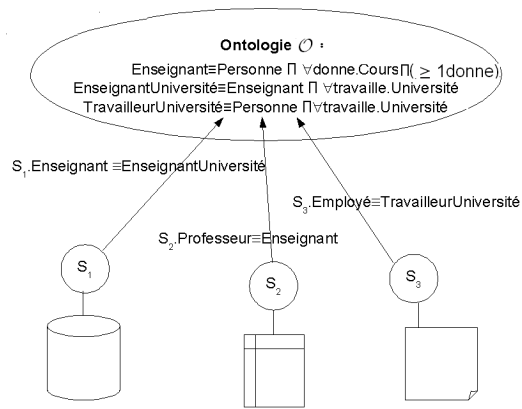 Ontologie 𝒪 :
Enseignant≡Personne Π ∀donne.CoursΠ(≥ 1donne)
EnseignantUniversité≡Enseignant Π ∀travaille.Université
TravailleurUniversité≡Personne Π∀travaille.Université
S₁.Enseignant ≡EnseignantUniversité
S₃.Employé≡TravailleurUniversité
S₂.Professeur≡Enseignant
S₁
S₂
S₃